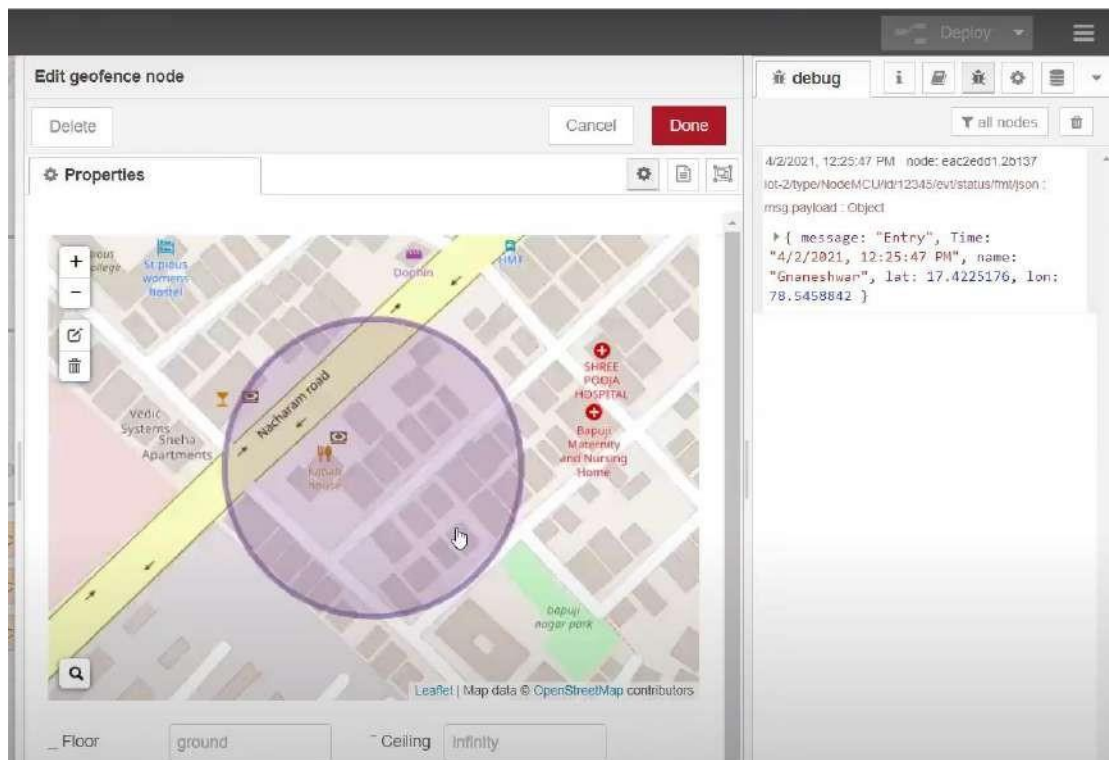 Deploy
Edit geofence node
Delete
Cancel
Done
Properties
debug
i
all nodes
4/2/2021, 12:25:47 PM node: eac2edd1.2b137
iot-2/type/NodeMCU/id/12345/evt/status/fmt/json :
msg.payload : Object
{ message: "Entry", Time:
"4/2/2021, 12:25:47 PM", name:
"Gnaneshwar", lat: 17.4225176, lon:
78.5458842 }
+
−
St pious
womens
hostel
Dolphin
HMT
Nacharam road
Vedic
Systems
Sneha
Apartments
House
SHREE
POOJA
HOSPITAL
Bapuji
Maternity
and Nursing
Home
bapuji
nagar park
Leaflet | Map data © OpenStreetMap contributors
Floor
ground
Ceiling
Infinity